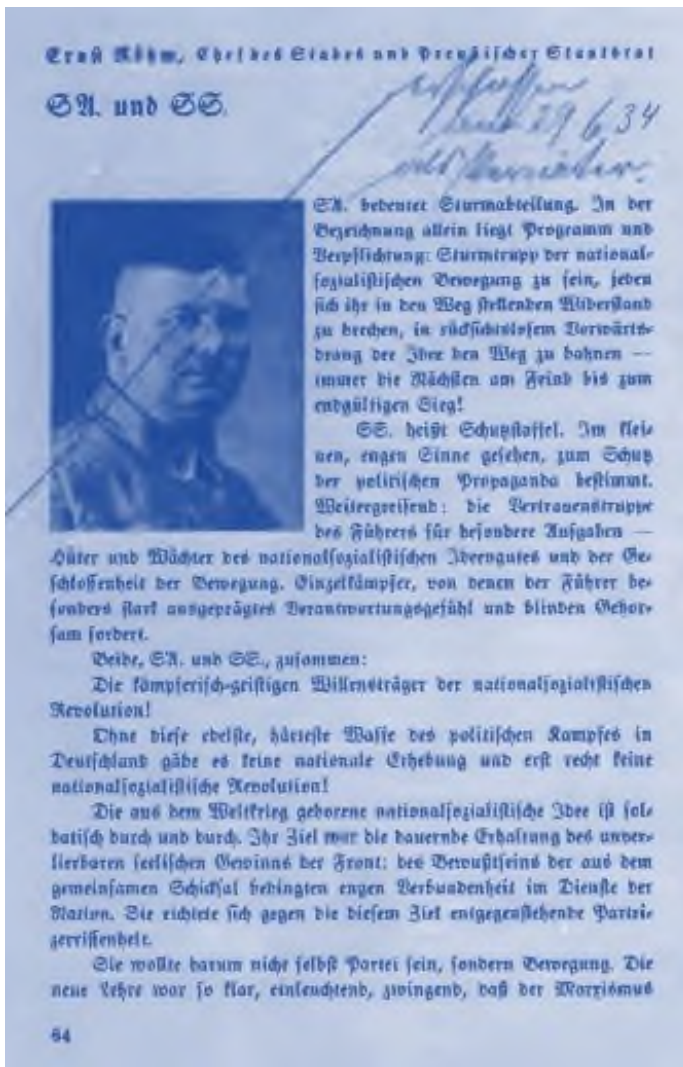 Ernst Röhm, Chef des Stabes und Preußischer Staatsrat
erschossen
am 29 6 34
als Verräter.
SA. und SS.
SA. bedeutet Sturmabteilung. In der
Bezeichnung allein liegt Programm und
Verpflichtung: Sturmtrupp der national-
sozialistischen Bewegung zu sein, jeden
sich ihr in den Weg stellenden Widerstand
zu brechen, in rücksichtslosem Vorwärts-
drang der Idee den Weg zu bahnen —
immer die Nächsten am Feind bis zum
endgültigen Sieg!
SS. heißt Schutzstaffel. Im klei-
nen, engen Sinne gesehen, zum Schutz
der politischen Propaganda bestimmt.
Weitergreifend: die Vertrauenstruppe
des Führers für besondere Aufgaben —
Hüter und Wächter des nationalsozialistischen Ideengutes und der Ge-
schlossenheit der Bewegung. Einzelkämpfer, von denen der Führer be-
sonders stark ausgeprägtes Verantwortungsgefühl und blinden Gehor-
sam fordert.
Beide, SA. und SS., zusammen:
Die kämpferisch-geistigen Willensträger der nationalsozialistischen
Revolution!
Ohne diese edelste, härteste Waffe des politischen Kampfes in
Deutschland gäbe es keine nationale Erhebung und erst recht keine
nationalsozialistische Revolution!
Die aus dem Weltkrieg geborene nationalsozialistische Idee ist sol-
datisch durch und durch. Ihr Ziel war die dauernde Erhaltung des unver-
lierbaren seelischen Gewinns der Front: des Bewußtseins der aus dem
gemeinsamen Schicksal bedingten engen Verbundenheit im Dienste der
Nation. Sie richtete sich gegen die diesem Ziel entgegenstehende Partei-
zerrissenheit.
Sie wollte darum nicht selbst Partei sein, sondern Bewegung. Die
neue Lehre war so klar, einleuchtend, zwingend, daß der Marxismus
64